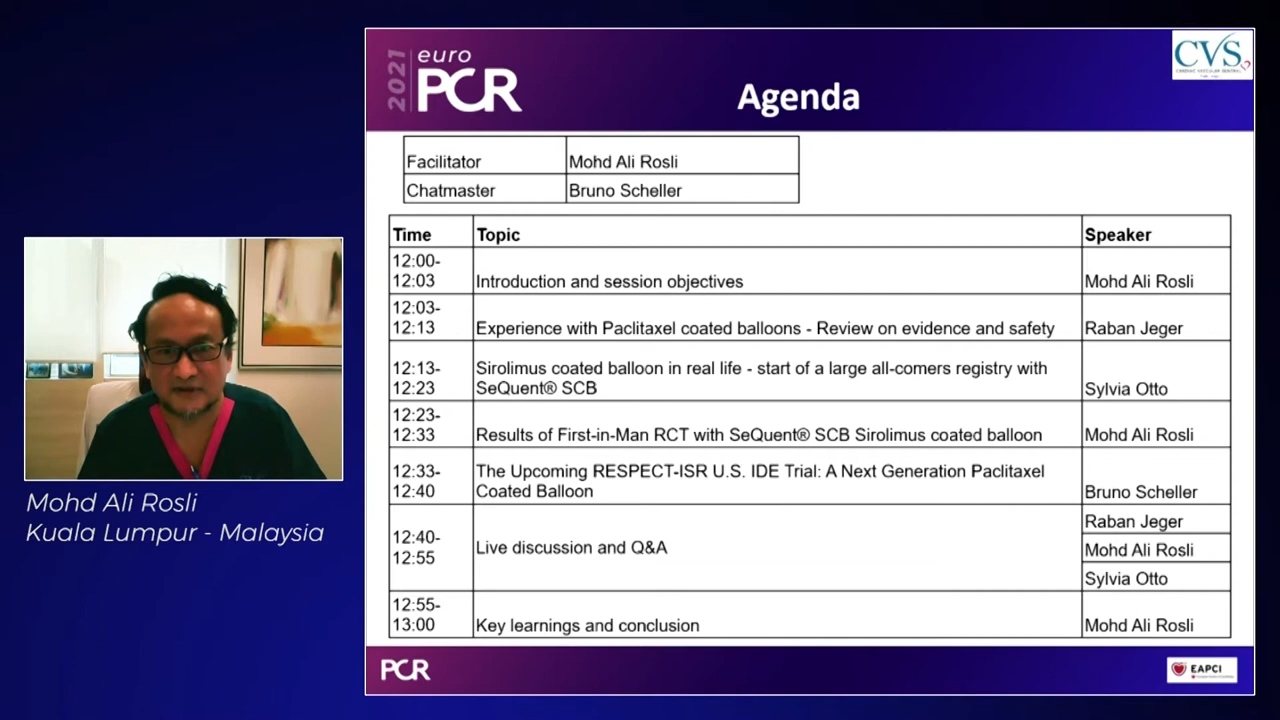 2021
euro
PCR
Agenda
CVS
Facilitator Mohd Ali Rosli
Chatmaster Bruno Scheller
Time Topic Speaker
12:00-
12:03 Introduction and session objectives Mohd Ali Rosli
12:03-
12:13 Experience with Paclitaxel coated balloons - Review on evidence and safety Raban Jeger
12:13- Sirolimus coated balloon in real life - start of a large all-comers registry with
12:23 SeQuent® SCB Sylvia Otto
12:23-
12:33 Results of First-in-Man RCT with SeQuent® SCB Sirolimus coated balloon Mohd Ali Rosli
12:33- The Upcoming RESPECT-ISR U.S. IDE Trial: A Next Generation Paclitaxel
12:40 Coated Balloon Bruno Scheller
12:40-
12:55 Live discussion and Q&A
Raban Jeger
Mohd Ali Rosli
Sylvia Otto
12:55-
13:00 Key learnings and conclusion Mohd Ali Rosli
PCR
EAPCI
Mohd Ali Rosli
Kuala Lumpur - Malaysia